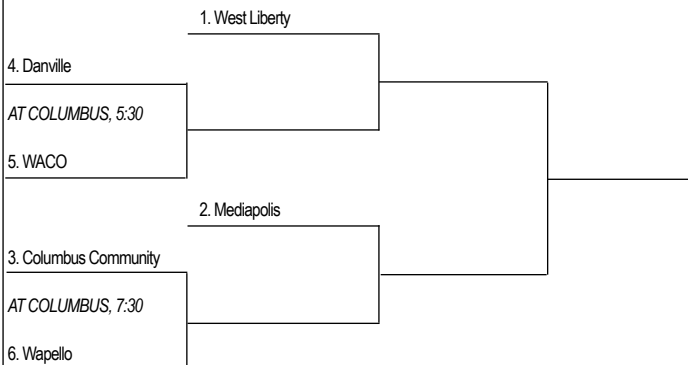 1. West Liberty
4. Danville
AT COLUMBUS, 5:30
5. WACO
2. Mediapolis
3. Columbus Community
AT COLUMBUS, 7:30
6. Wapello